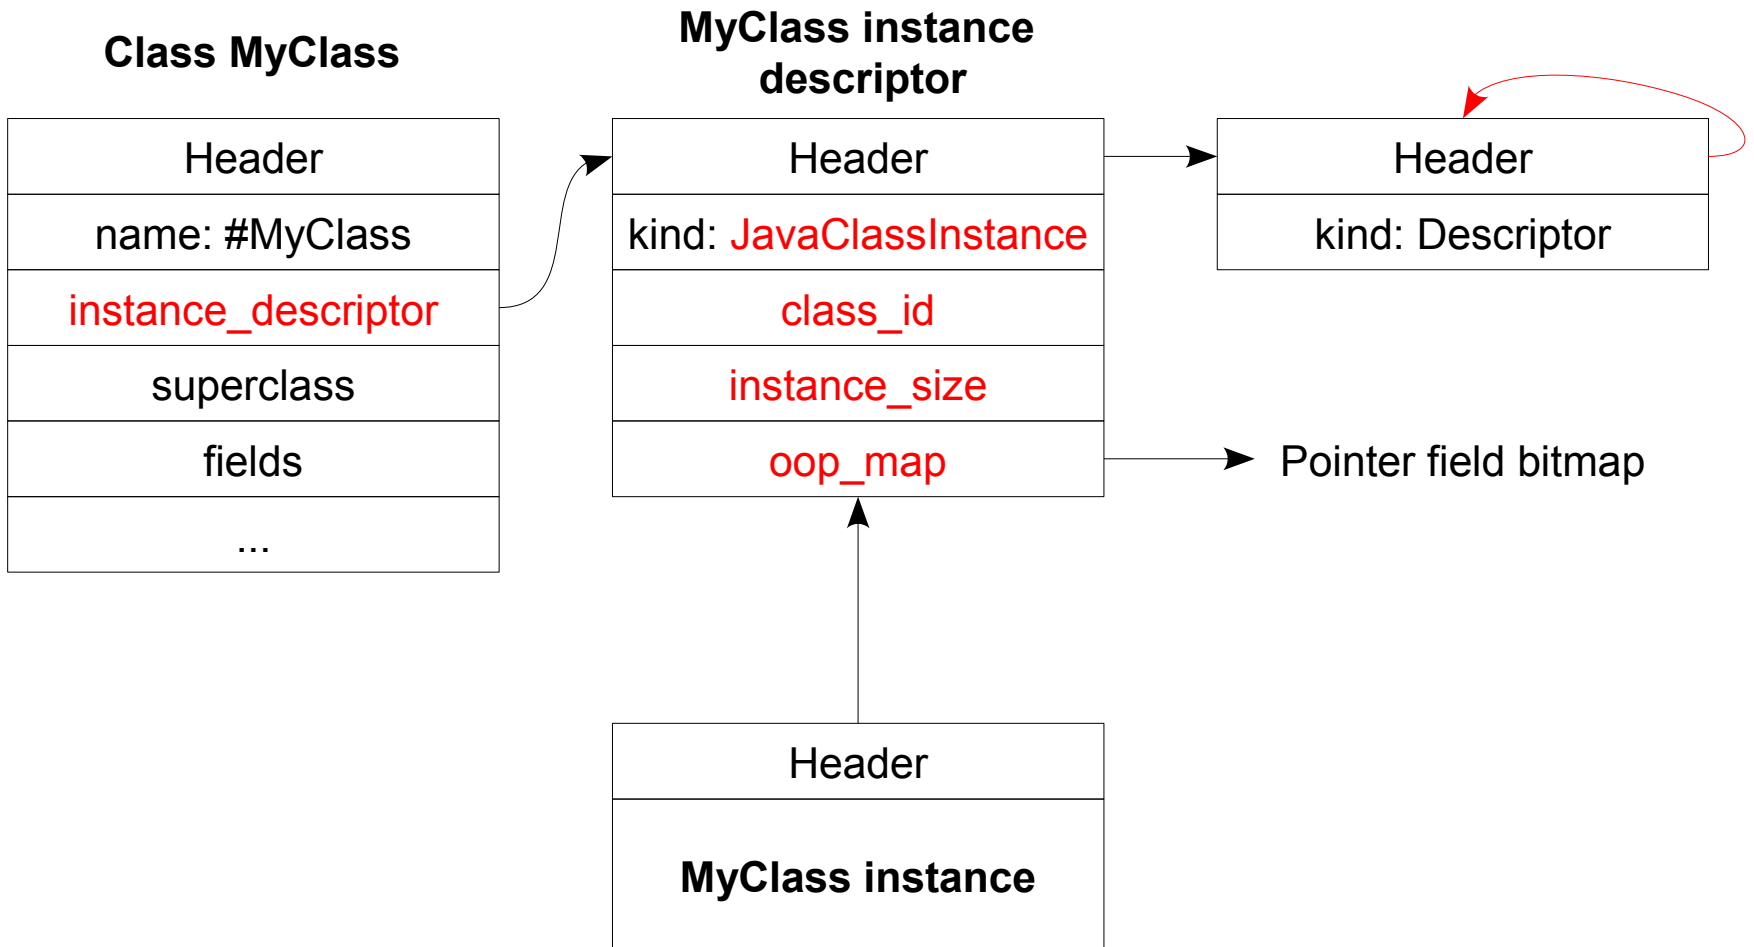 Class MyClass
Header
name: #MyClass
instance_descriptor
superclass
fields
...
MyClass instance
descriptor
Header
kind: JavaClassInstance
class_id
instance_size
oop_map
Header
kind: Descriptor
Pointer field bitmap
Header
MyClass instance